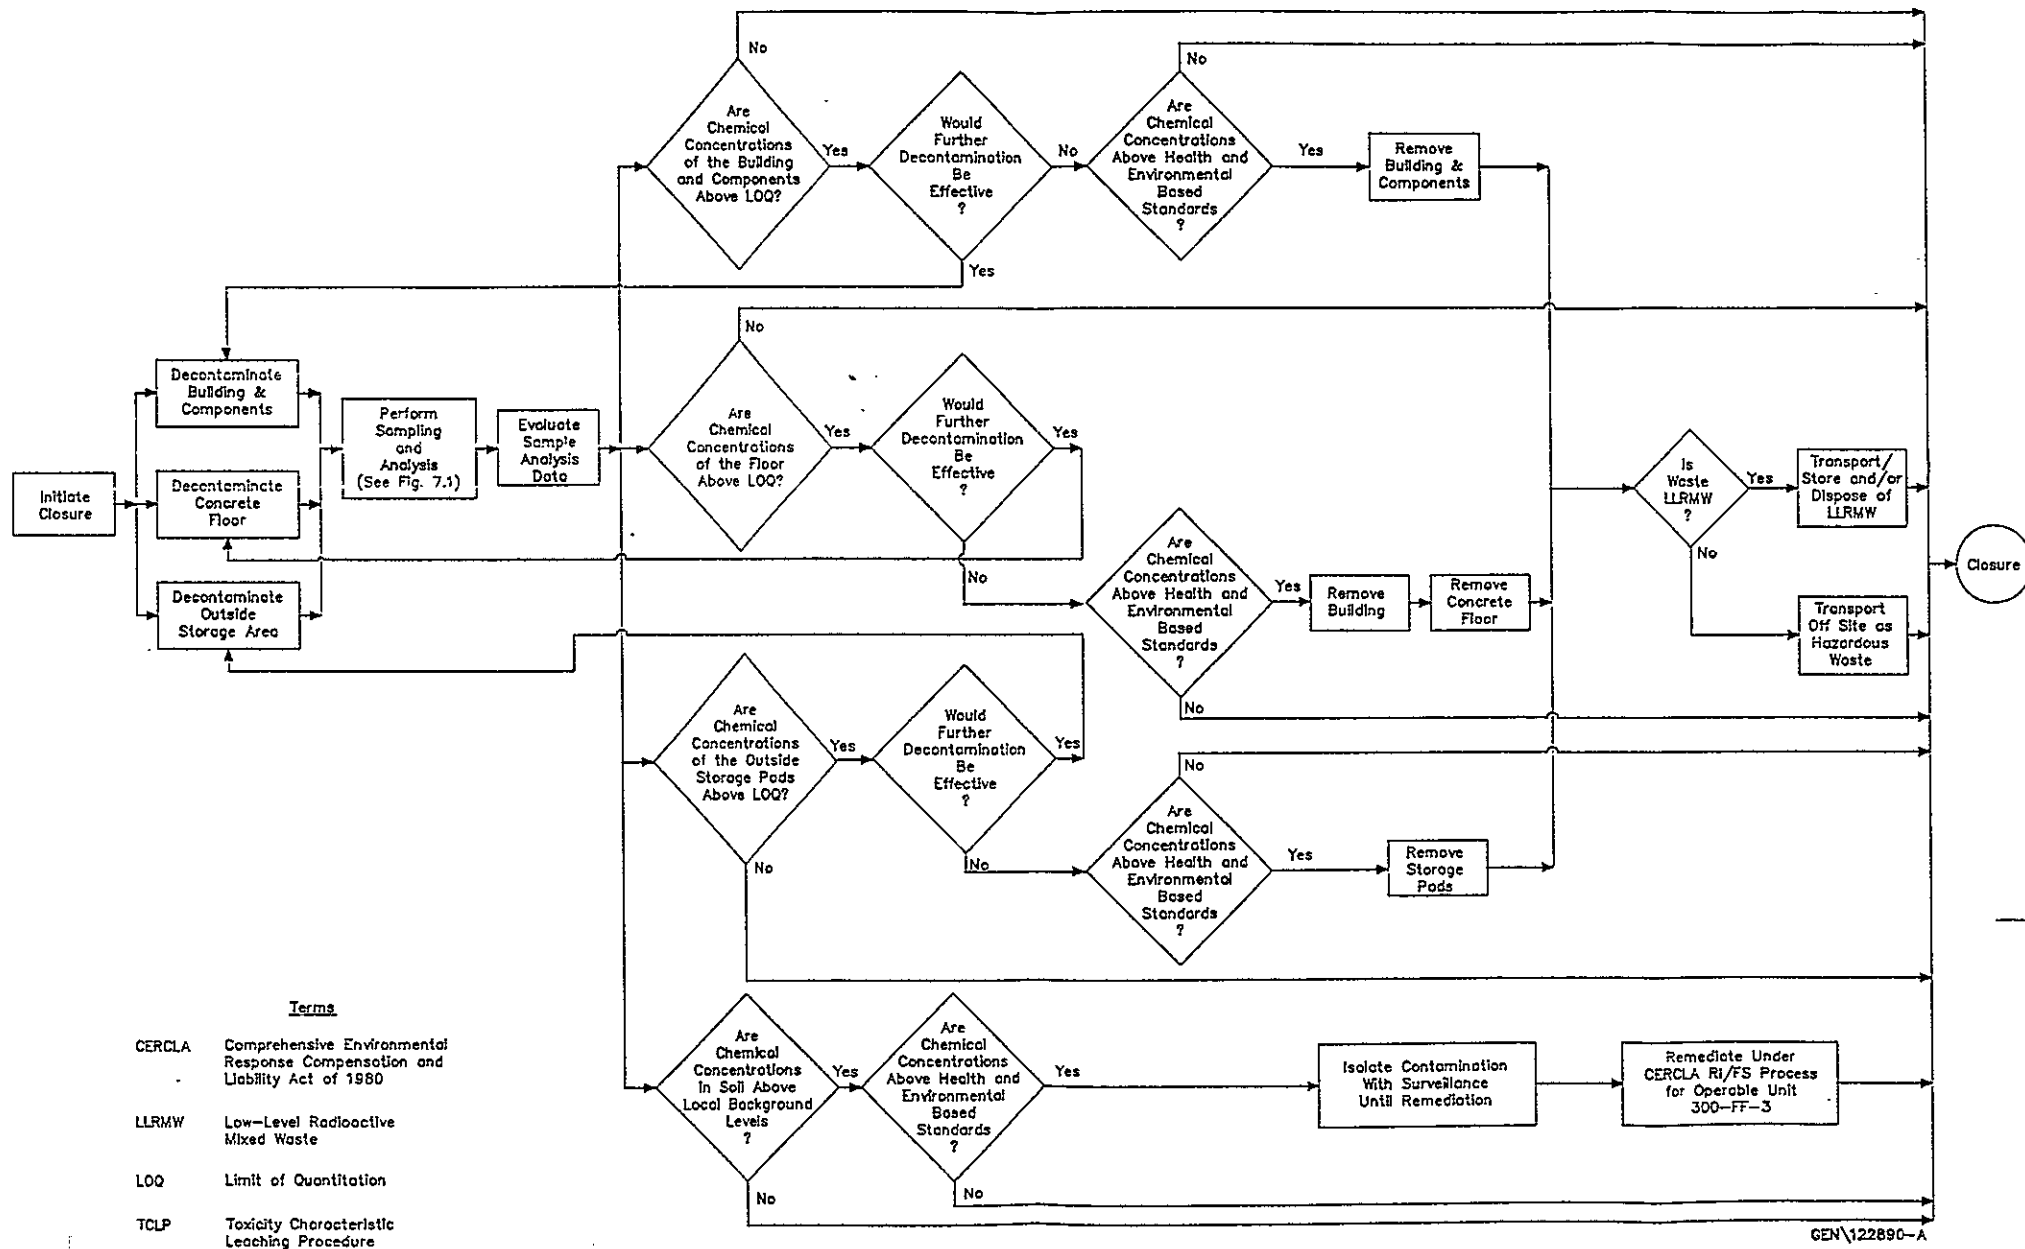 No
No
Are
Chemical
Concentrations
of the Building
and Components
Above LOQ?
Yes
Would
Further
Decontamination
Be
Effective
?
No
Yes
Are
Chemical
Concentrations
Above Health and
Environmental
Based
Standards
?
Yes
Remove
Building &
Components
Initiate
Closure
Decontaminate
Building &
Components
Decontaminate
Concrete
Floor
Decontaminate
Outside
Storage Area
Perform
Sampling
and
Analysis
(See Fig. 7.1)
Evaluate
Sample
Analysis
Data
No
Are
Chemical
Concentrations
of the Floor
Above LOQ?
Yes
Would
Further
Decontamination
Be
Effective
?
Yes
No
Are
Chemical
Concentrations
Above Health and
Environmental
Based
Standards
?
Yes
No
Remove
Building
Remove
Concrete
Floor
Is
Waste
LLRMW
?
Yes
No
Transport/
Store and/or
Dispose of
LLRMW
Transport
Off Site as
Hazardous
Waste
Closure
Are
Chemical
Concentrations
of the Outside
Storage Pads
Above LOQ?
Yes
No
Would
Further
Decontamination
Be
Effective
?
Yes
No
No
Are
Chemical
Concentrations
Above Health and
Environmental
Based
Standards
?
Yes
Remove
Storage
Pads
Are
Chemical
Concentrations
In Soil Above
Local Background
Levels
?
Yes
No
Are
Chemical
Concentrations
Above Health and
Environmental
Based
Standards
?
Yes
No
Isolate Contamination
With Surveillance
Until Remediation
Remediate Under
CERCLA RI/FS Process
for Operable Unit
300-FF-3
Terms
CERCLA Comprehensive Environmental
Response Compensation and
Liability Act of 1980
LLRMW Low-Level Radioactive
Mixed Waste
LOQ Limit of Quantitation
TCLP Toxicity Characteristic
Leaching Procedure
GEN\122890-A